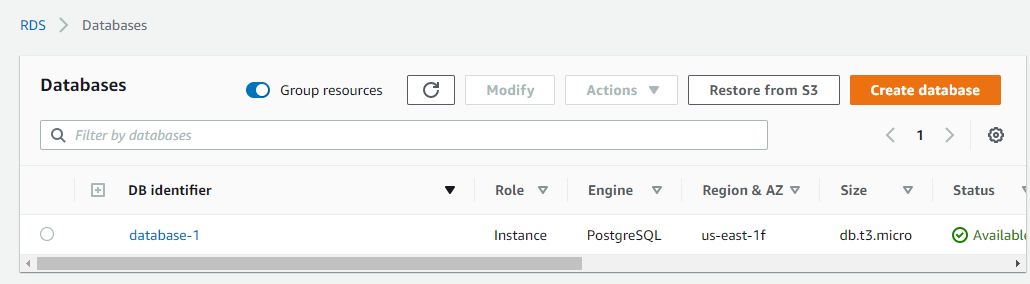 RDS > Databases
Databases Group resources Modify Actions Restore from S3 Create database
Filter by databases 1
DB identifier Role Engine Region & AZ Size Status
database-1 Instance PostgreSQL us-east-1f db.t3.micro Available